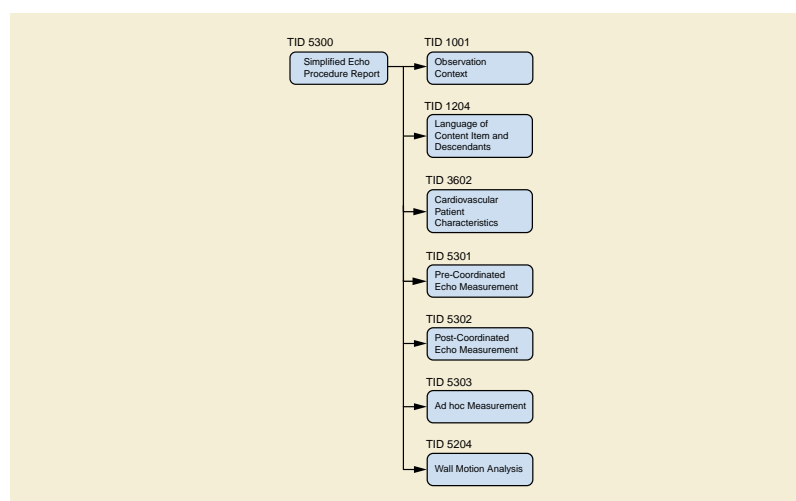 TID 5300
Simplified Echo
Procedure Report
TID 1001
Observation
Context
TID 1204
Language of
Content Item and
Descendants
TID 3602
Cardiovascular
Patient
Characteristics
TID 5301
Pre-Coordinated
Echo Measurement
TID 5302
Post-Coordinated
Echo Measurement
TID 5303
Ad hoc Measurement
TID 5204
Wall Motion Analysis